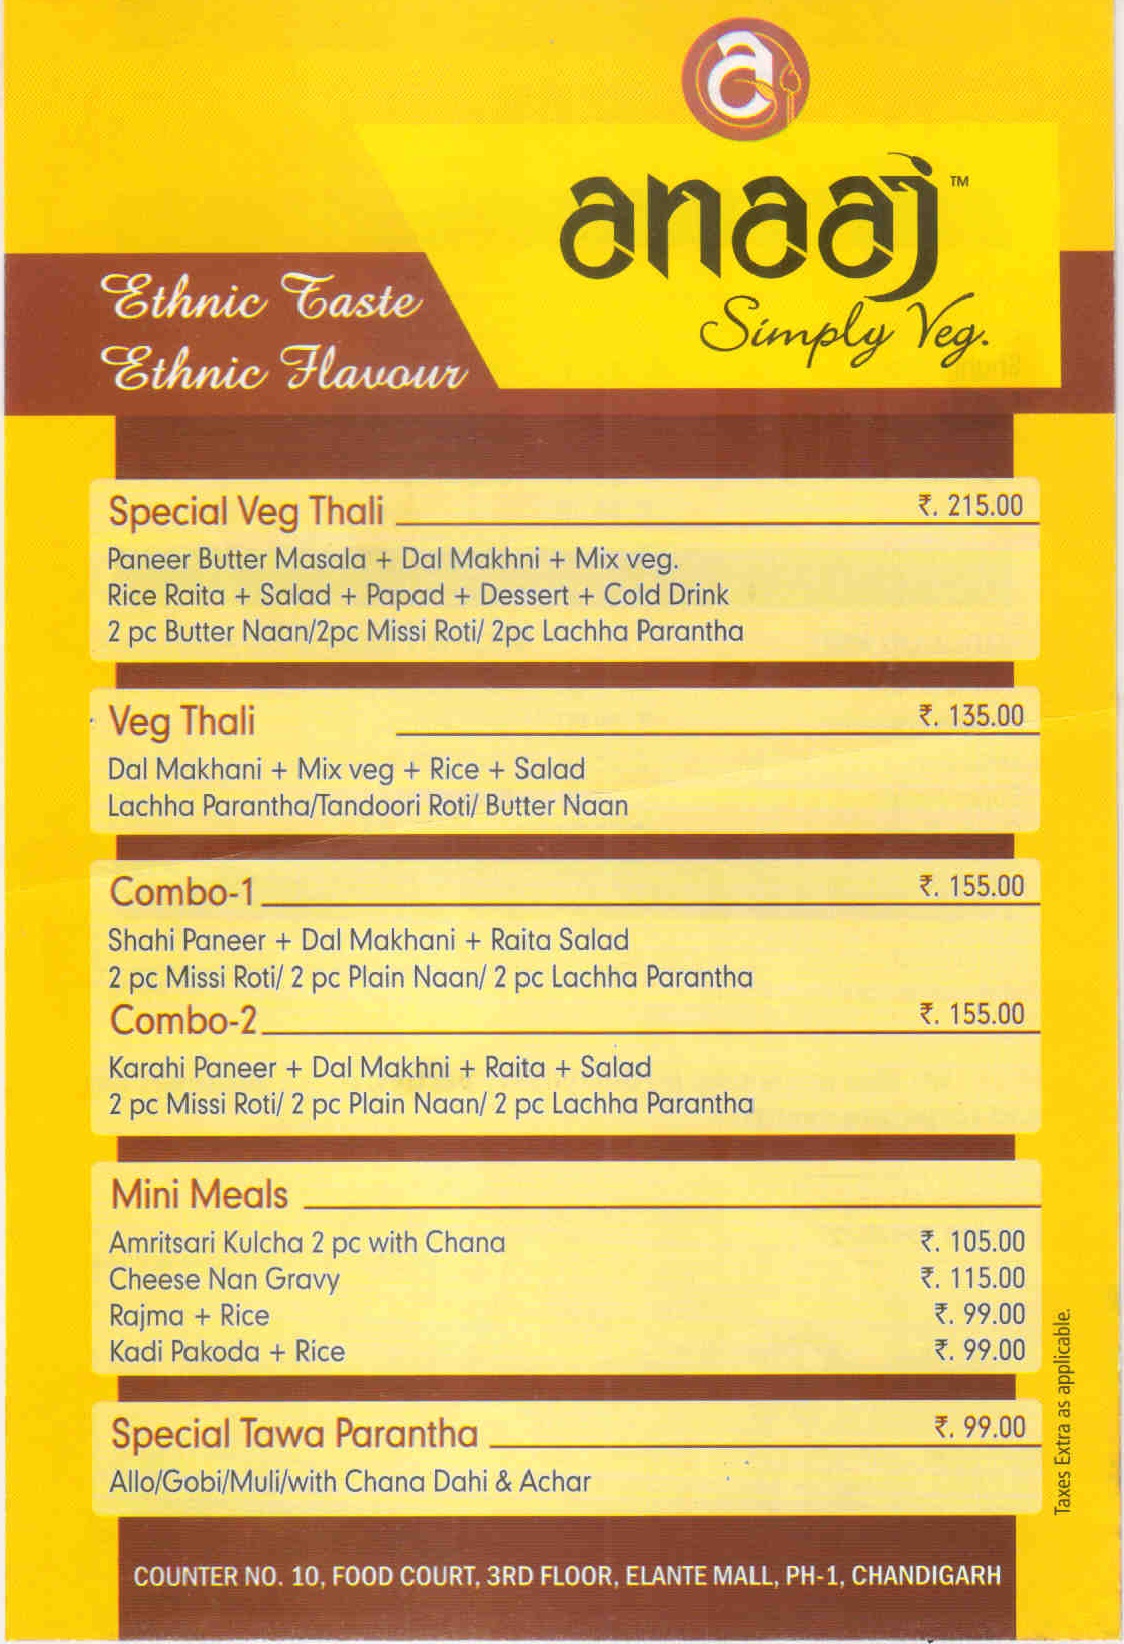 a
anaaj™
Simply Veg.
Ethnic Taste
Ethnic Flavour
Special Veg Thali ₹. 215.00
Paneer Butter Masala + Dal Makhni + Mix veg.
Rice Raita + Salad + Papad + Dessert + Cold Drink
2 pc Butter Naan/2pc Missi Roti/ 2pc Lachha Parantha
Veg Thali ₹. 135.00
Dal Makhani + Mix veg + Rice + Salad
Lachha Parantha/Tandoori Roti/ Butter Naan
Combo-1 ₹. 155.00
Shahi Paneer + Dal Makhani + Raita Salad
2 pc Missi Roti/ 2 pc Plain Naan/ 2 pc Lachha Parantha
Combo-2 ₹. 155.00
Karahi Paneer + Dal Makhni + Raita + Salad
2 pc Missi Roti/ 2 pc Plain Naan/ 2 pc Lachha Parantha
Mini Meals
Amritsari Kulcha 2 pc with Chana ₹. 105.00
Cheese Nan Gravy ₹. 115.00
Rajma + Rice ₹. 99.00
Kadi Pakoda + Rice ₹. 99.00
Special Tawa Parantha ₹. 99.00
Allo/Gobi/Muli/with Chana Dahi & Achar
Taxes Extra as applicable.
COUNTER NO. 10, FOOD COURT, 3RD FLOOR, ELANTE MALL, PH-1, CHANDIGARH